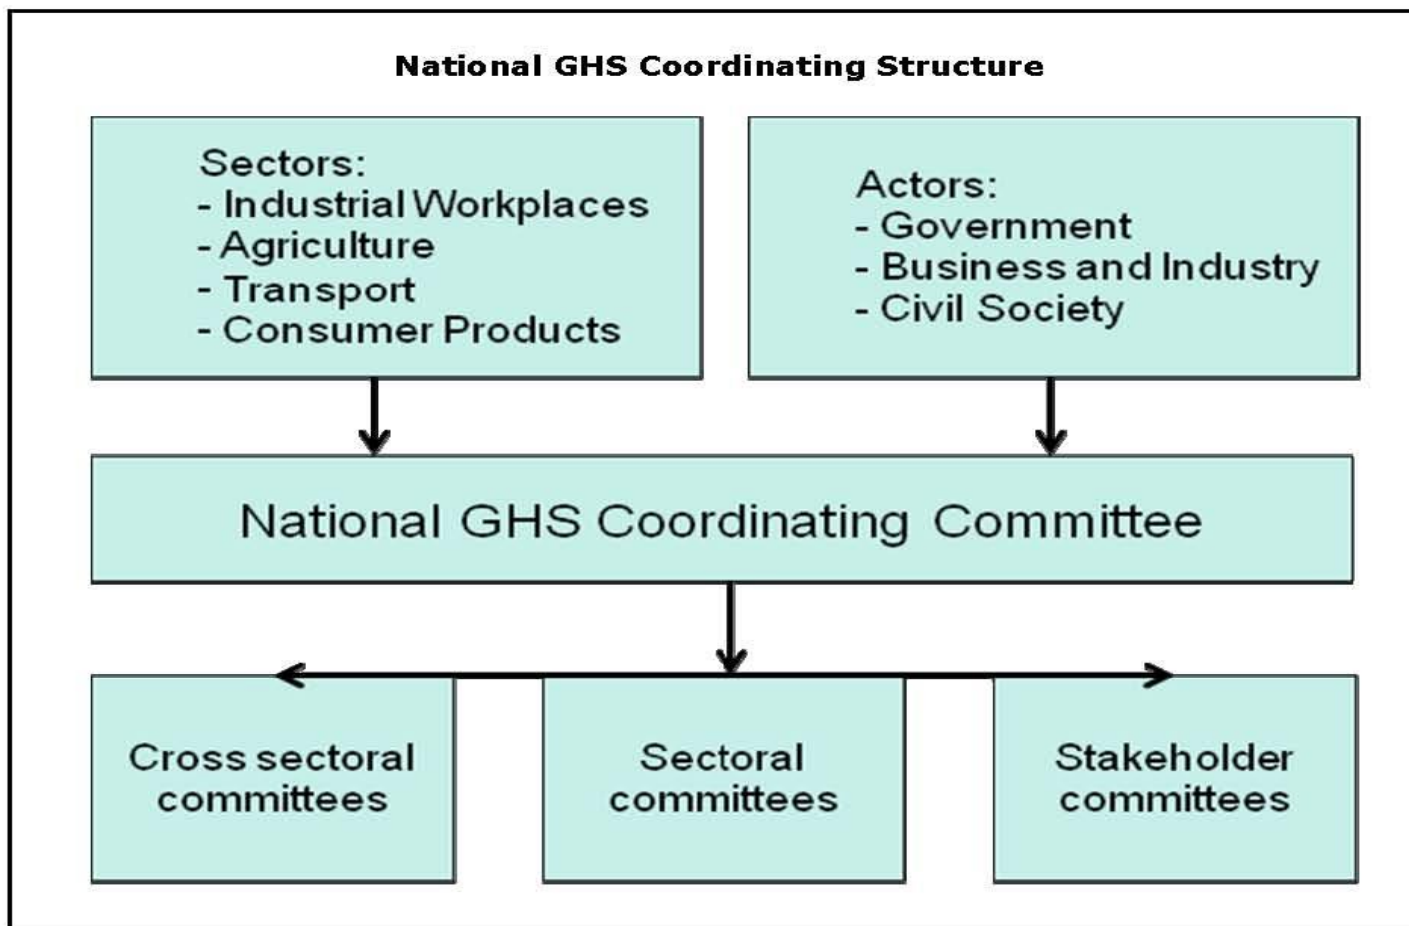 National GHS Coordinating Structure
Sectors:
- Industrial Workplaces
- Agriculture
- Transport
- Consumer Products
Actors:
- Government
- Business and Industry
- Civil Society
National GHS Coordinating Committee
Cross sectoral
committees
Sectoral
committees
Stakeholder
committees